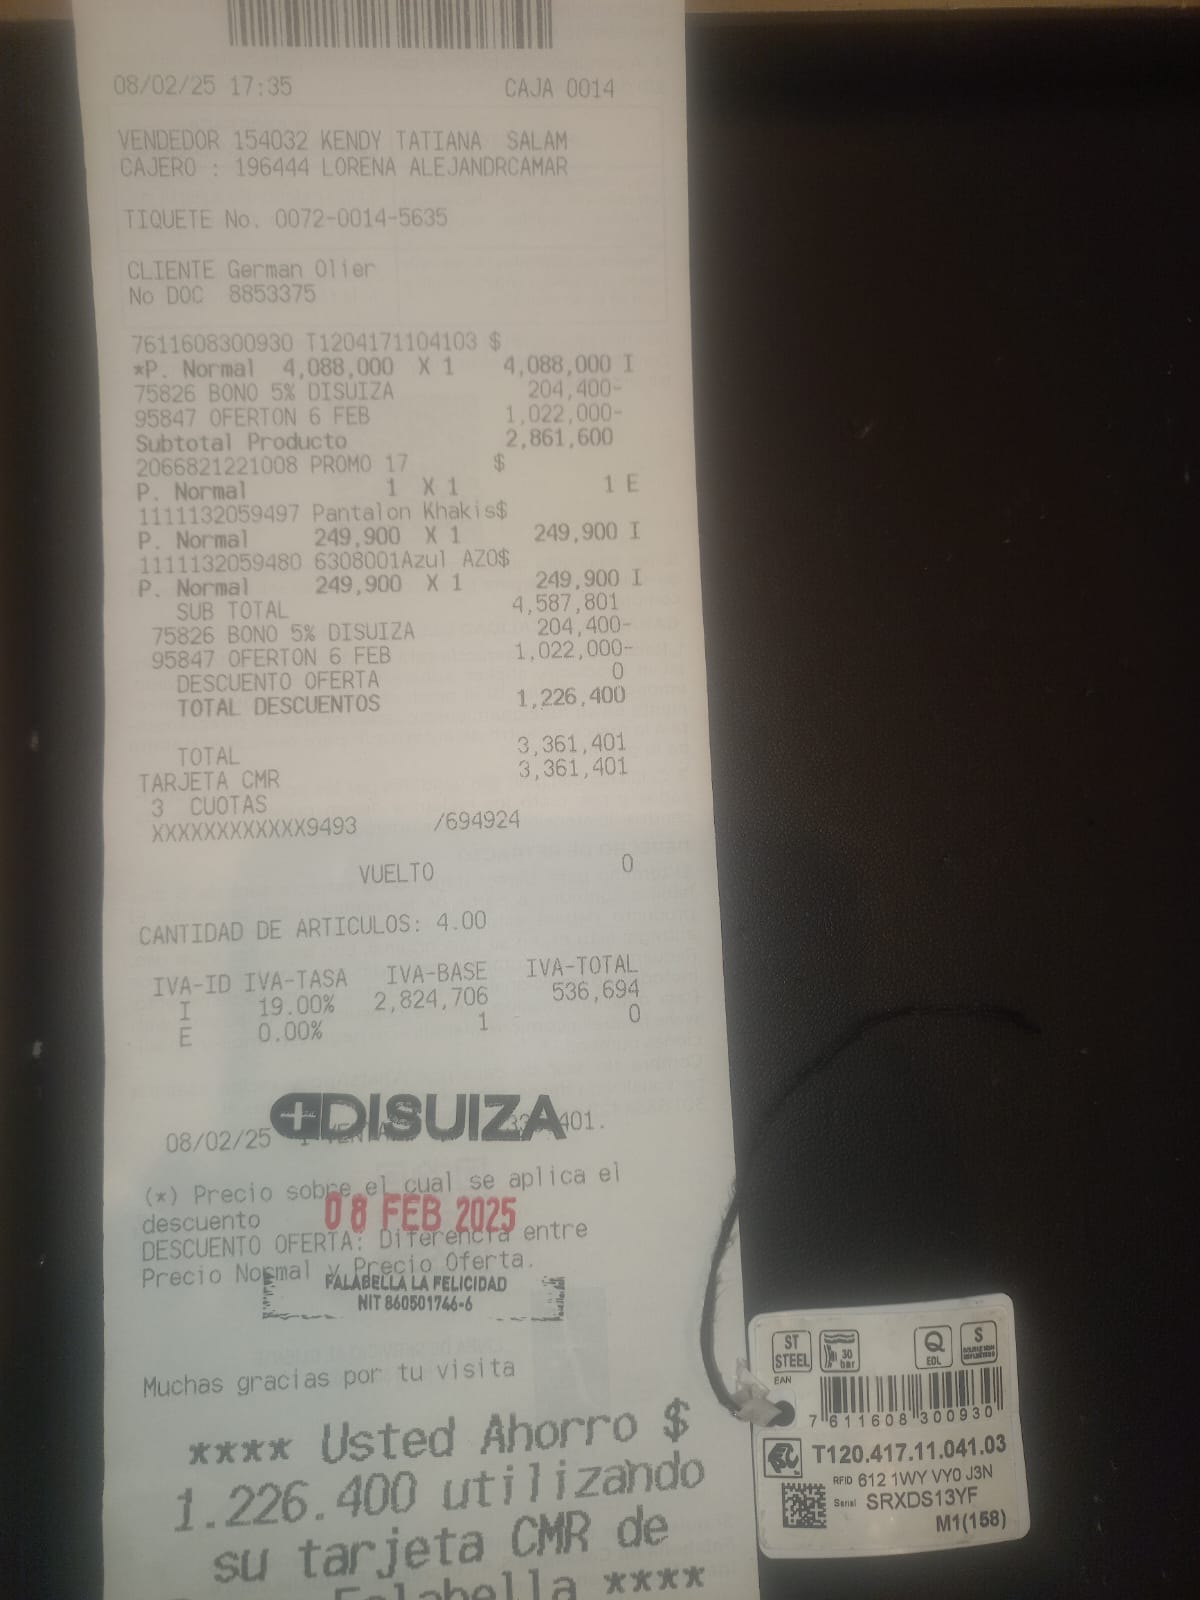 08/02/25 17:35 CAJA 0014
VENDEDOR 154032 KENDY TATIANA SALAM
CAJERO : 196444 LORENA ALEJANDRCAMAR
TIQUETE No. 0072-0014-5635
CLIENTE German Olier
No DOC 8853375
7611608300930 T1204171104103 $
*P. Normal 4,088,000 X 1 4,088,000 I
75826 BONO 5% DISUIZA 204,400-
95847 OFERTON 6 FEB 1,022,000-
Subtotal Producto 2,861,600
2066821221008 PROMO 17 $
P. Normal 1 X 1 1 E
1111132059497 Pantalon Khakis$
P. Normal 249,900 X 1 249,900 I
1111132059480 6308001Azul AZO$
P. Normal 249,900 X 1 249,900 I
SUB TOTAL 4,587,801
75826 BONO 5% DISUIZA 204,400-
95847 OFERTON 6 FEB 1,022,000-
DESCUENTO OFERTA 0
TOTAL DESCUENTOS 1,226,400
TOTAL 3,361,401
TARJETA CMR 3,361,401
3 CUOTAS
XXXXXXXXXXXX9493 /694924
VUELTO 0
CANTIDAD DE ARTICULOS: 4.00
IVA-ID IVA-TASA IVA-BASE IVA-TOTAL
I 19.00% 2,824,706 536,694
E 0.00% 1 0
DISUIZA
08/02/25
(*) Precio sobre el cual se aplica el
descuento
08 FEB 2025
DESCUENTO OFERTA: Diferencia entre
Precio Normal y Precio Oferta.
FALABELLA LA FELICIDAD
NIT 860501746-6
Muchas gracias por tu visita
**** Usted Ahorro $
1.226.400 utilizando
su tarjeta CMR de
Falabella ****
ST
STEEL
30
bar
Q
EOL
S
EAN
7 611608 300930
T120.417.11.041.03
RFID 612 1WY VY0 J3N
Serial SRXDS13YF
M1(158)